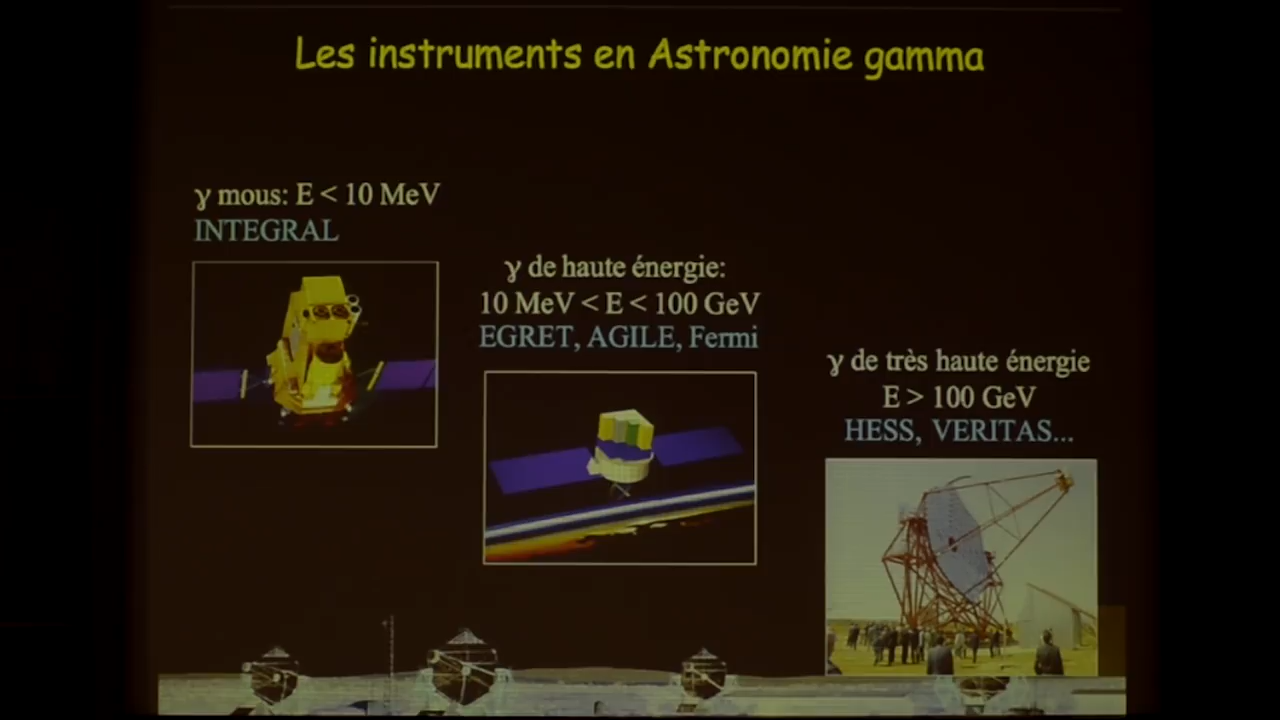 Les instruments en Astronomie gamma
γ mous: E < 10 MeV
INTEGRAL
γ de haute énergie:
10 MeV < E < 100 GeV
EGRET, AGILE, Fermi
γ de très haute énergie
E > 100 GeV
HESS, VERITAS...